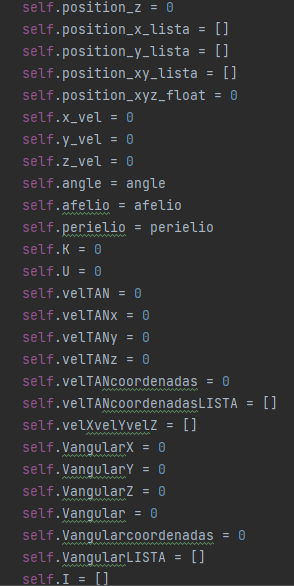 self.position_z = 0
self.position_x_lista = []
self.position_y_lista = []
self.position_xy_lista = []
self.position_xyz_float = 0
self.x_vel = 0
self.y_vel = 0
self.z_vel = 0
self.angle = angle
self.afelio = afelio
self.perielio = perielio
self.K = 0
self.U = 0
self.velTAN = 0
self.velTANx = 0
self.velTANy = 0
self.velTANz = 0
self.velTANcoordenadas = 0
self.velTANcoordenadasLISTA = []
self.velXvelYvelZ = []
self.VangularX = 0
self.VangularY = 0
self.VangularZ = 0
self.Vangular = 0
self.Vangularcoordenadas = 0
self.VangularLISTA = []
self.I = []